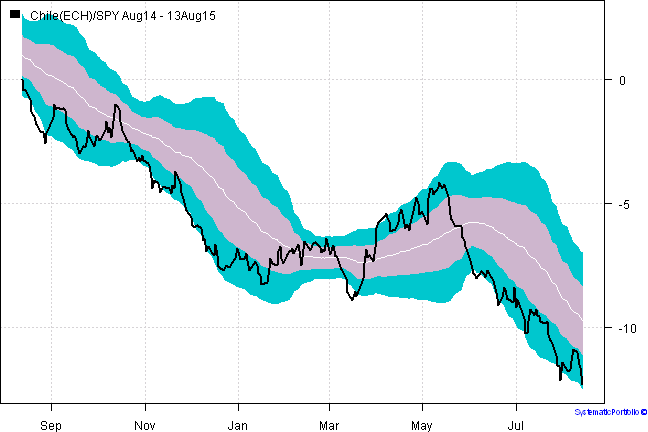 Chile(ECH)/SPY Aug14 - 13Aug15
0
-5
-10
Sep Nov Jan Mar May Jul
SystematicPortfolio ©